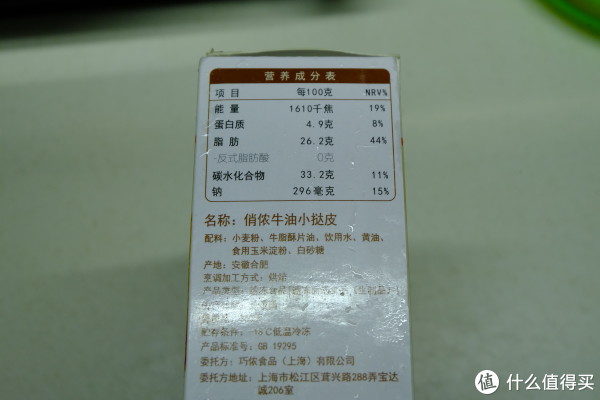 营养成分表
项目 每100克 NRV%
能量 1610千焦 19%
蛋白质 4.9克 8%
脂肪 26.2克 44%
-反式脂肪酸 0克
碳水化合物 33.2克 11%
钠 296毫克 15%
名称：俏侬牛油小挞皮
配料：小麦粉、牛脂酥片油、饮用水、黄油、
食用玉米淀粉、白砂糖
产地：安徽合肥
烹调加工方式：烘焙
产品类型：
贮存条件：-18℃低温冷冻
产品标准号：GB 19295
委托方：巧侬食品（上海）有限公司
委托方地址：上海市松江区茸兴路288弄宝达
诚206室
值 什么值得买